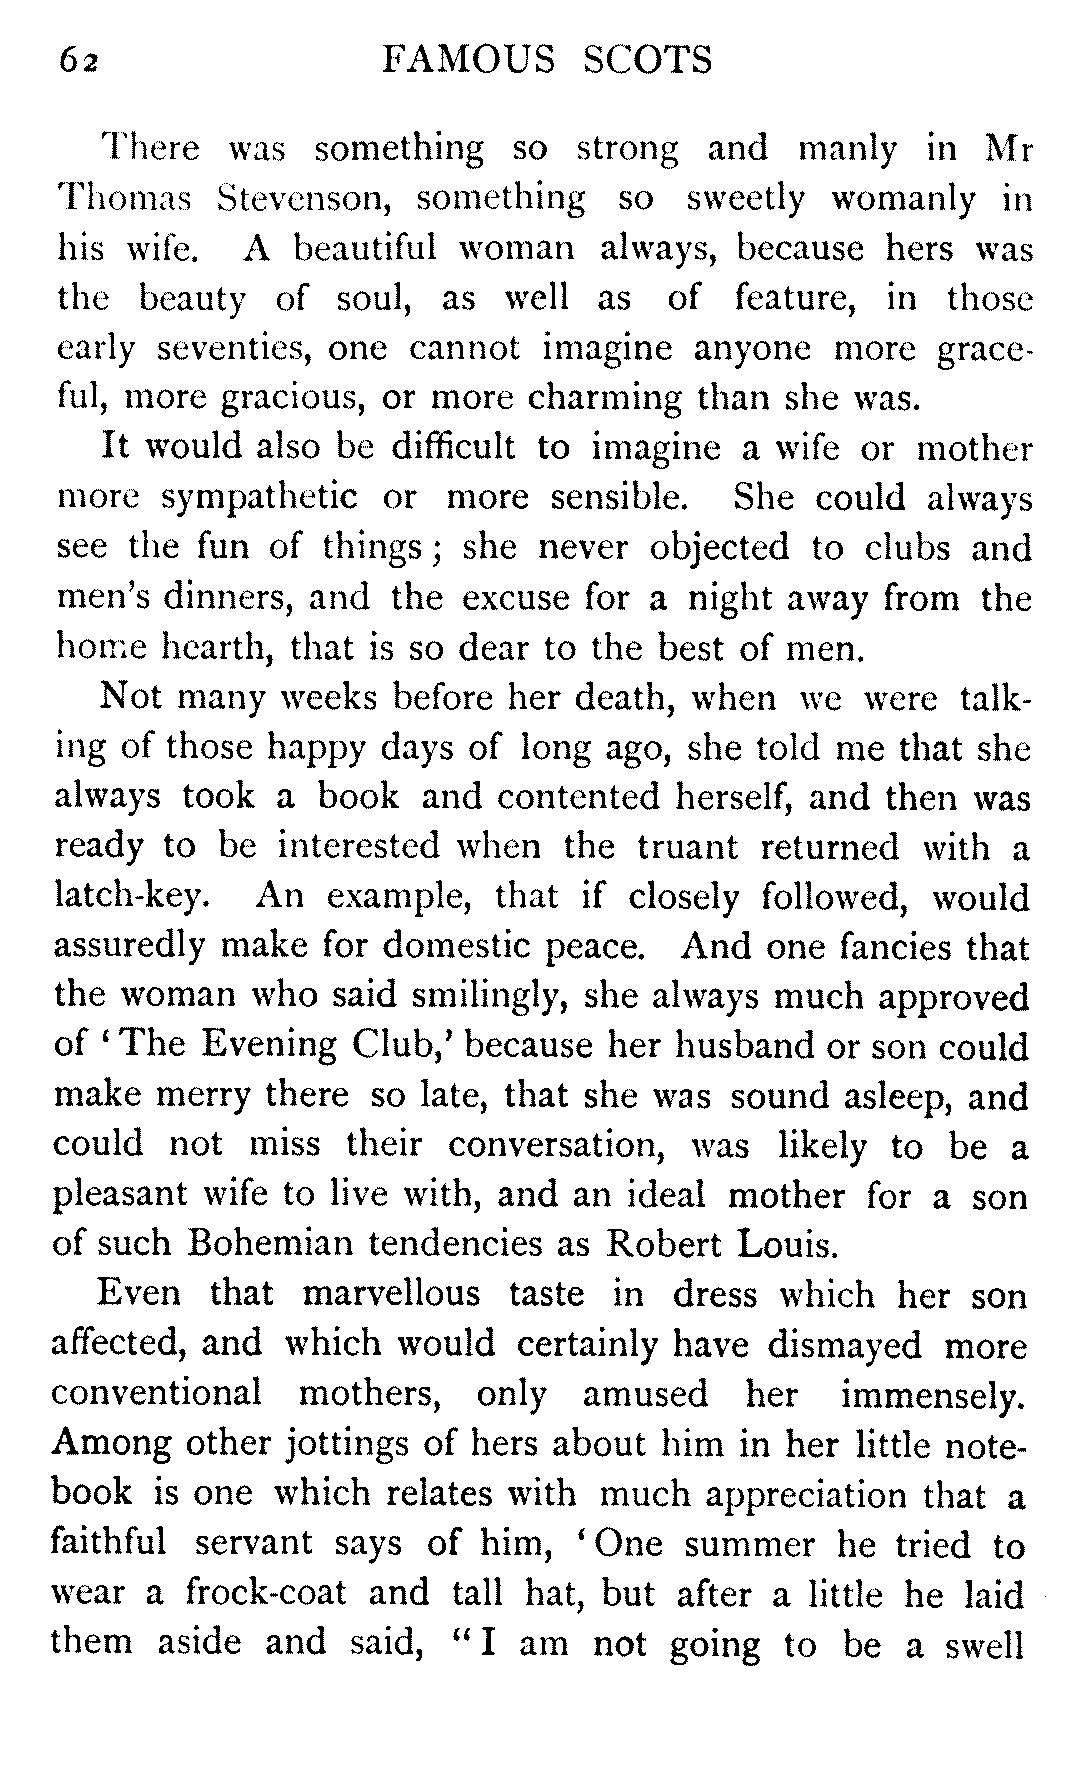 62 FAMOUS SCOTS
There was something so strong and manly in Mr
Thomas Stevenson, something so sweetly womanly in
his wife. A beautiful woman always, because hers was
the beauty of soul, as well as of feature, in those
early seventies, one cannot imagine anyone more grace-
ful, more gracious, or more charming than she was.
It would also be difficult to imagine a wife or mother
more sympathetic or more sensible. She could always
see the fun of things; she never objected to clubs and
men's dinners, and the excuse for a night away from the
home hearth, that is so dear to the best of men.
Not many weeks before her death, when we were talk-
ing of those happy days of long ago, she told me that she
always took a book and contented herself, and then was
ready to be interested when the truant returned with a
latch-key. An example, that if closely followed, would
assuredly make for domestic peace. And one fancies that
the woman who said smilingly, she always much approved
of 'The Evening Club,' because her husband or son could
make merry there so late, that she was sound asleep, and
could not miss their conversation, was likely to be a
pleasant wife to live with, and an ideal mother for a son
of such Bohemian tendencies as Robert Louis.
Even that marvellous taste in dress which her son
affected, and which would certainly have dismayed more
conventional mothers, only amused her immensely.
Among other jottings of hers about him in her little note-
book is one which relates with much appreciation that a
faithful servant says of him, 'One summer he tried to
wear a frock-coat and tall hat, but after a little he laid
them aside and said, "I am not going to be a swell